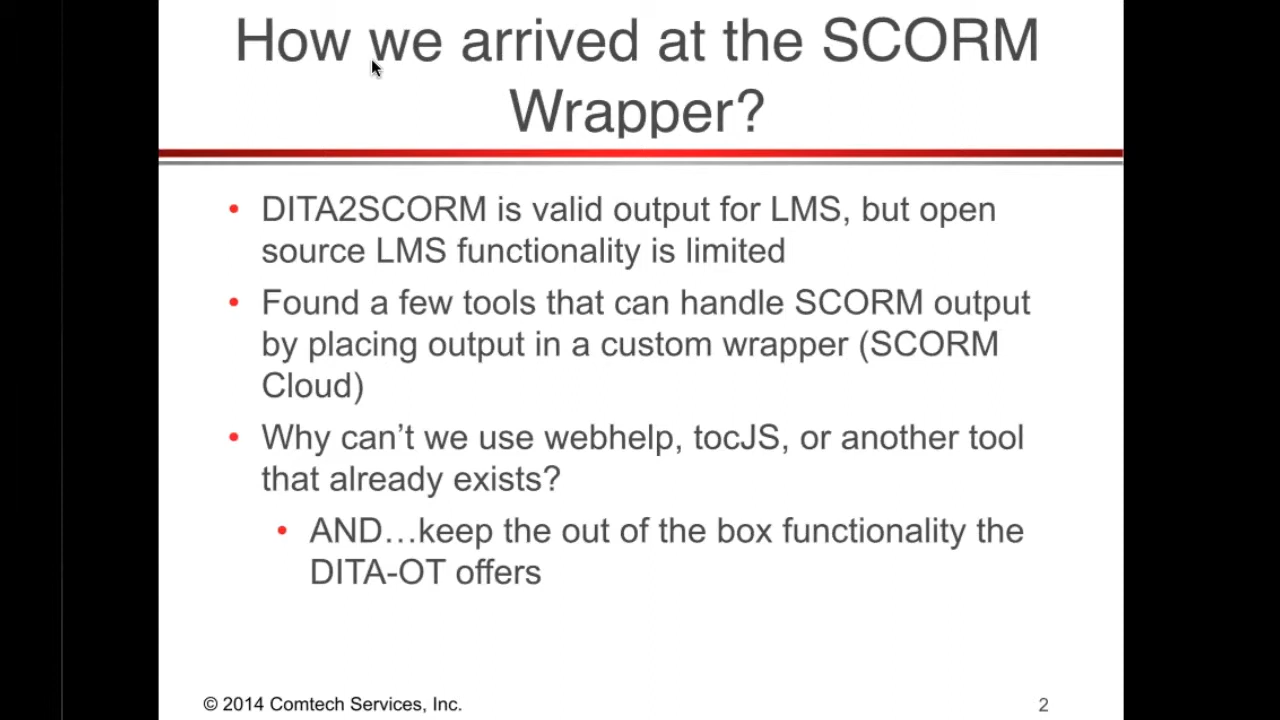 How we arrived at the SCORM
Wrapper?
• DITA2SCORM is valid output for LMS, but open
source LMS functionality is limited
• Found a few tools that can handle SCORM output
by placing output in a custom wrapper (SCORM
Cloud)
• Why can’t we use webhelp, tocJS, or another tool
that already exists?
• AND…keep the out of the box functionality the
DITA-OT offers
© 2014 Comtech Services, Inc.
2